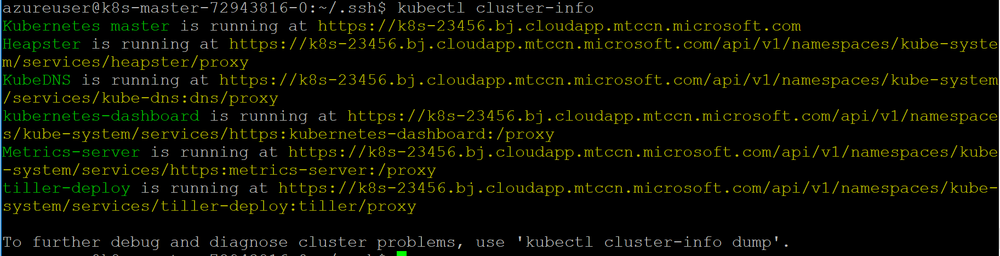 azureuser@k8s-master-72943816-0:~/.ssh$ kubectl cluster-info
Kubernetes master is running at https://k8s-23456.bj.cloudapp.mtccn.microsoft.com
Heapster is running at https://k8s-23456.bj.cloudapp.mtccn.microsoft.com/api/v1/namespaces/kube-syste
m/services/heapster/proxy
KubeDNS is running at https://k8s-23456.bj.cloudapp.mtccn.microsoft.com/api/v1/namespaces/kube-system
/services/kube-dns:dns/proxy
kubernetes-dashboard is running at https://k8s-23456.bj.cloudapp.mtccn.microsoft.com/api/v1/namespace
s/kube-system/services/https:kubernetes-dashboard:/proxy
Metrics-server is running at https://k8s-23456.bj.cloudapp.mtccn.microsoft.com/api/v1/namespaces/kube
-system/services/https:metrics-server:/proxy
tiller-deploy is running at https://k8s-23456.bj.cloudapp.mtccn.microsoft.com/api/v1/namespaces/kube-
system/services/tiller-deploy:tiller/proxy
To further debug and diagnose cluster problems, use 'kubectl cluster-info dump'.
azureuser@k8s-master-72943816-0:~/.ssh$